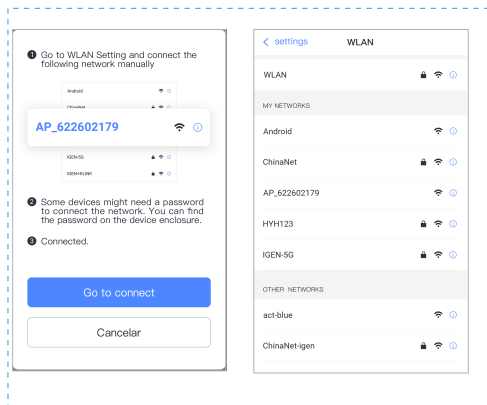 1 Go to WLAN Setting and connect the
following network manually
Android
ChinaNet
AP_622602179
IGEN-5G
IGEN-HILINK
2 Some devices might need a password
to connect the network. You can find
the password on the device enclosure.
3 Connected.
Go to connect
Cancelar
settings WLAN
WLAN
MY NETWORKS
Android
ChinaNet
AP_622602179
HYH123
IGEN-5G
OTHER NETWORKS
act-blue
ChinaNet-igen